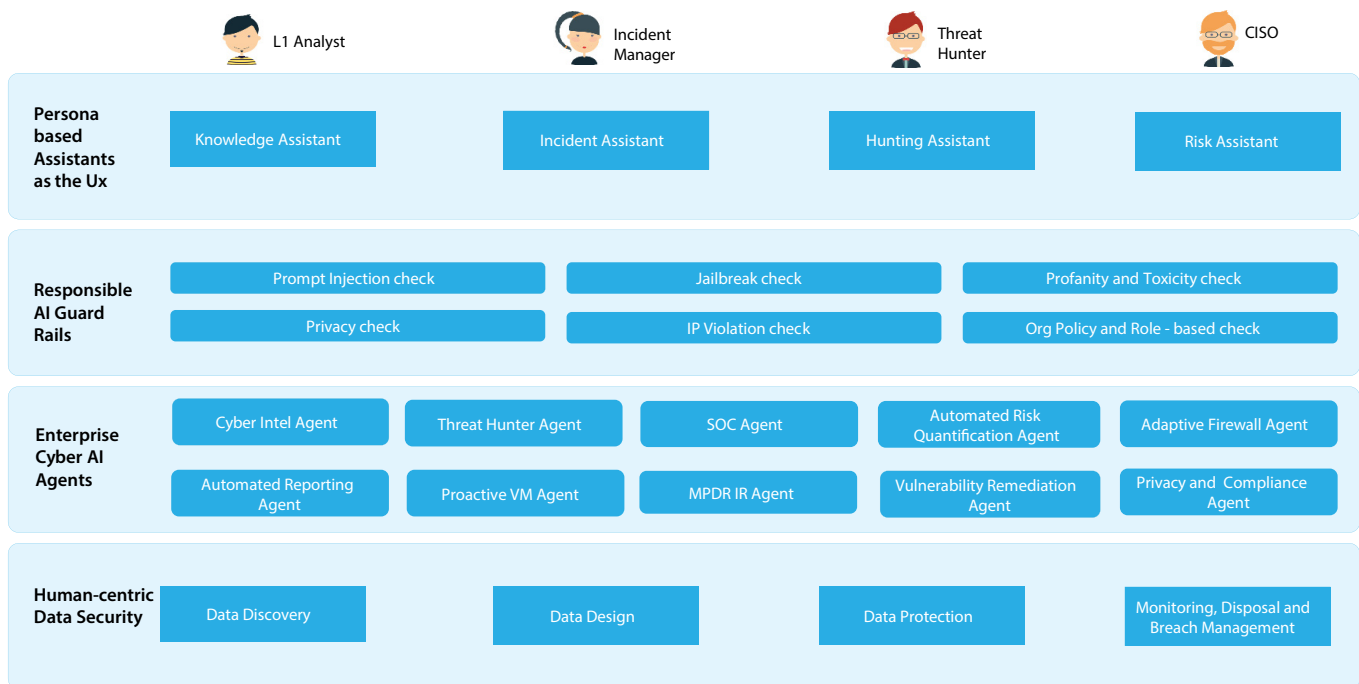 L1 Analyst
Incident
Manager
Threat
Hunter
CISO
Persona
based
Assistants
as the Ux
Knowledge Assistant
Incident Assistant
Hunting Assistant
Risk Assistant
Responsible
AI Guard
Rails
Prompt Injection check
Jailbreak check
Profanity and Toxicity check
Privacy check
IP Violation check
Org Policy and Role - based check
Enterprise
Cyber AI
Agents
Cyber Intel Agent
Threat Hunter Agent
SOC Agent
Automated Risk
Quantification Agent
Adaptive Firewall Agent
Automated Reporting
Agent
Proactive VM Agent
MPDR IR Agent
Vulnerability Remediation
Agent
Privacy and Compliance
Agent
Human-centric
Data Security
Data Discovery
Data Design
Data Protection
Monitoring, Disposal and
Breach Management